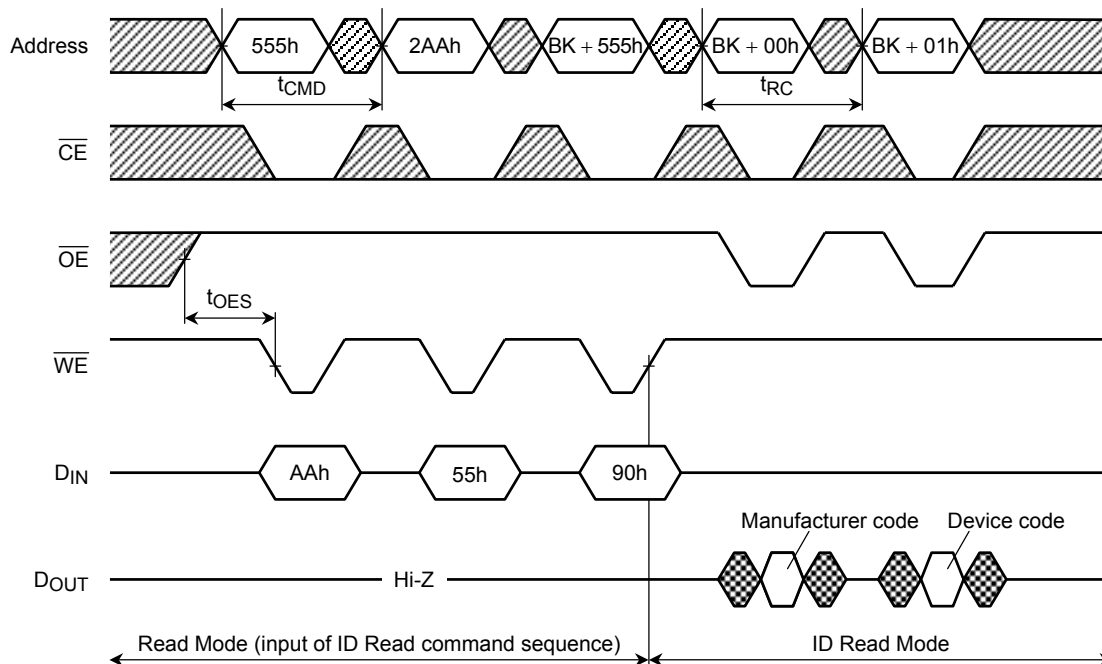 Address 555h 2AAh BK + 555h BK + 00h BK + 01h
tCMD tRC
CE
OE
tOES
WE
DIN AAh 55h 90h
Manufacturer code Device code
DOUT Hi-Z
Read Mode (input of ID Read command sequence) ID Read Mode